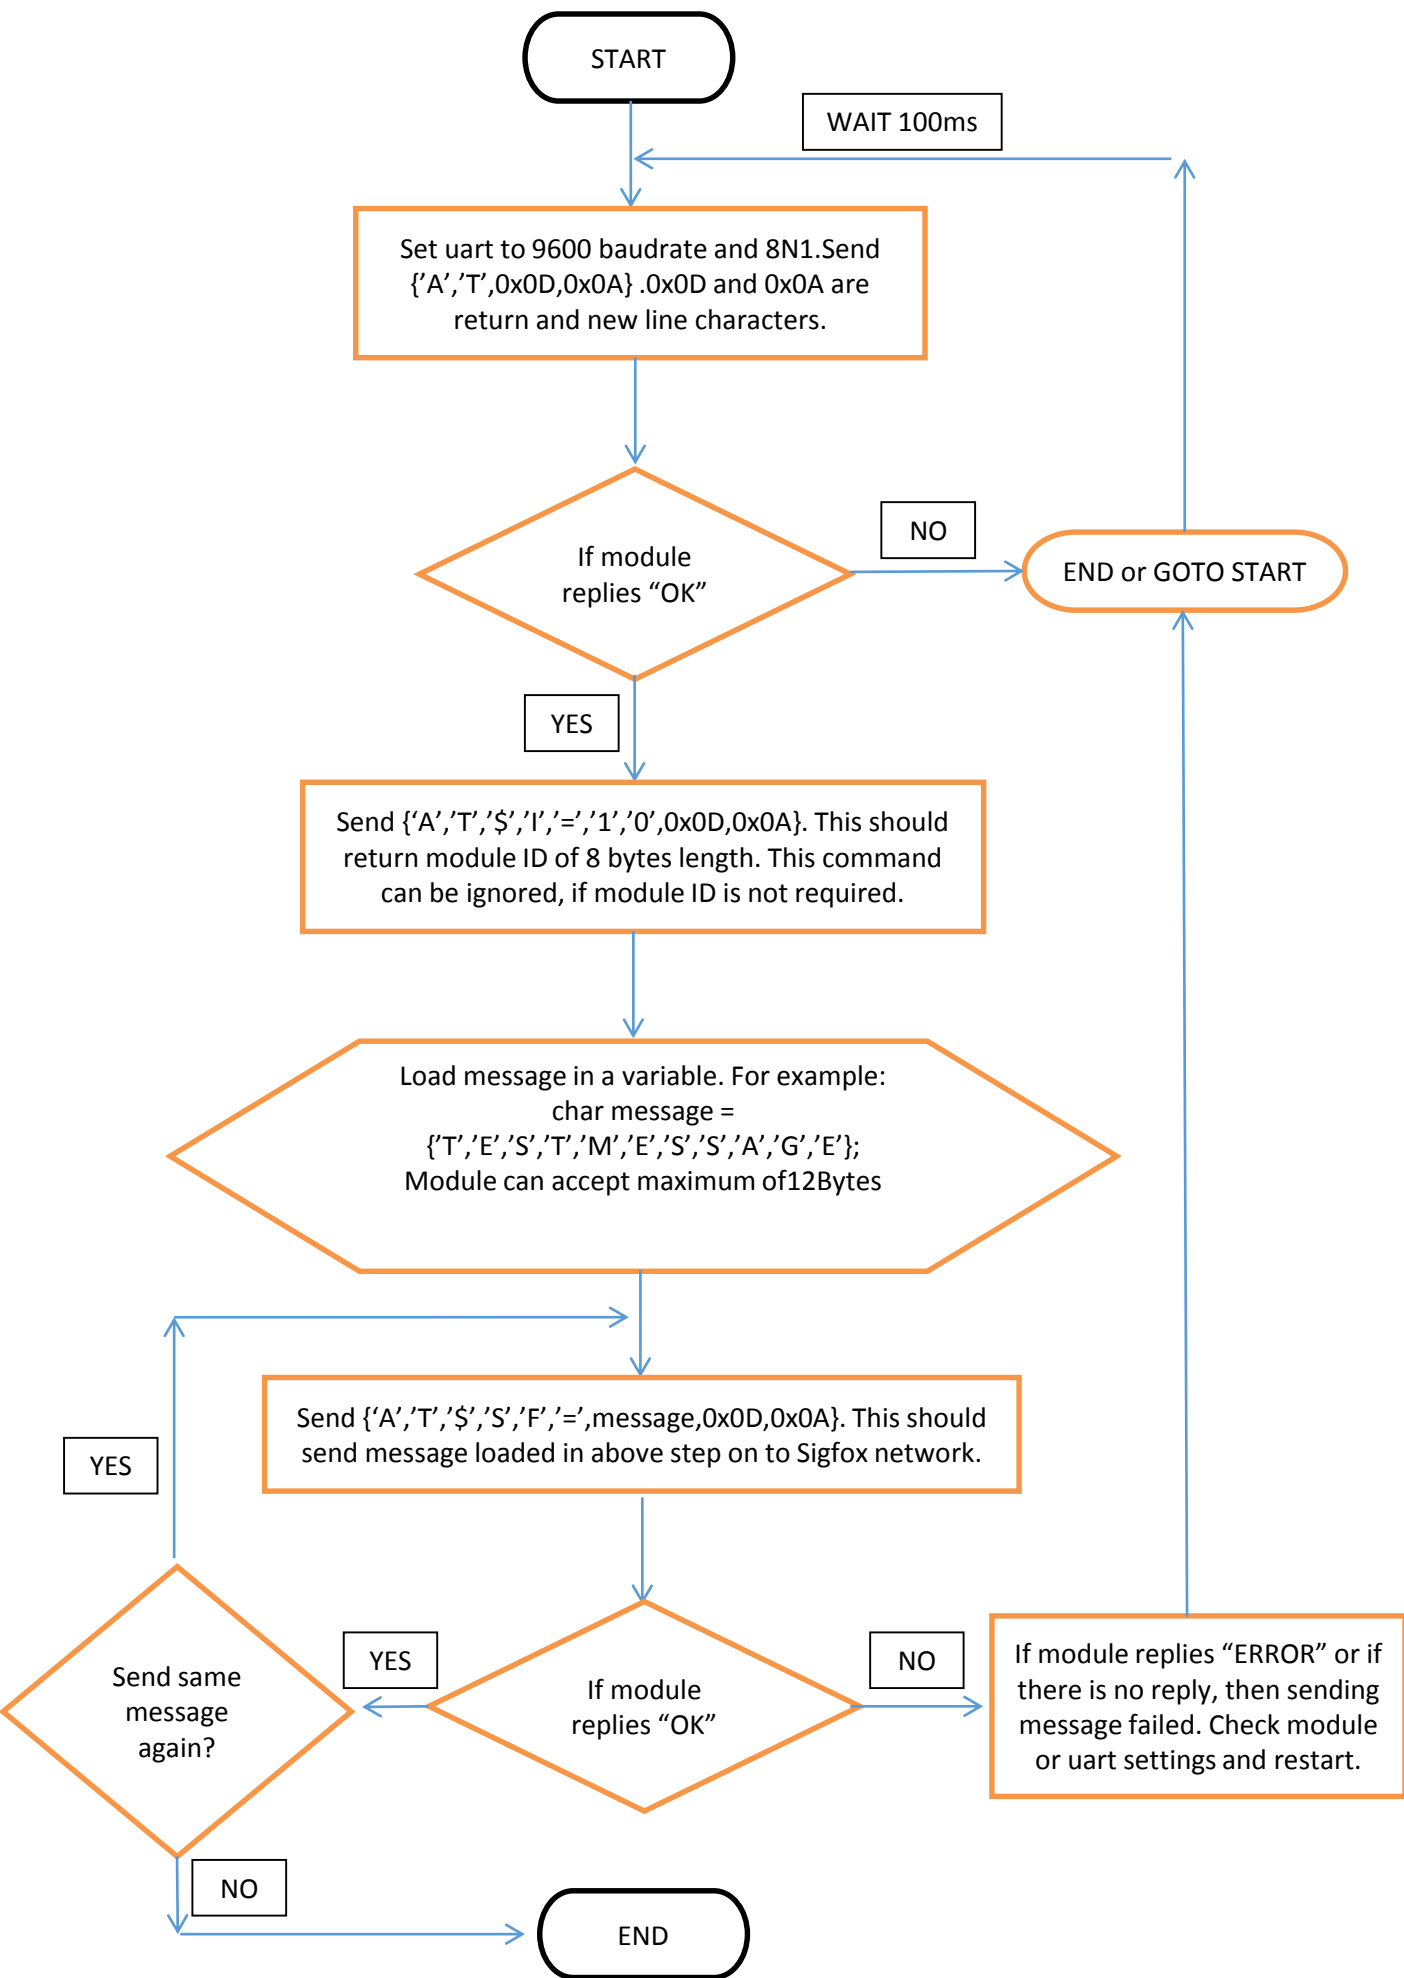 START
WAIT 100ms
Set uart to 9600 baudrate and 8N1.Send
{’A’,’T’,0x0D,0x0A} .0x0D and 0x0A are
return and new line characters.
If module
replies “OK”
NO
END or GOTO START
YES
Send {‘A’,’T’,’$’,’I’,’=’,’1’,’0’,0x0D,0x0A}. This should
return module ID of 8 bytes length. This command
can be ignored, if module ID is not required.
Load message in a variable. For example:
char message =
{’T’,’E’,’S’,’T’,’M’,’E’,’S’,’S’,’A’,’G’,’E’};
Module can accept maximum of12Bytes
Send {‘A’,’T’,’$’,’S’,’F’,’=’,message,0x0D,0x0A}. This should
send message loaded in above step on to Sigfox network.
YES
Send same
message
again?
YES
If module
replies “OK”
NO
If module replies “ERROR” or if
there is no reply, then sending
message failed. Check module
or uart settings and restart.
NO
END